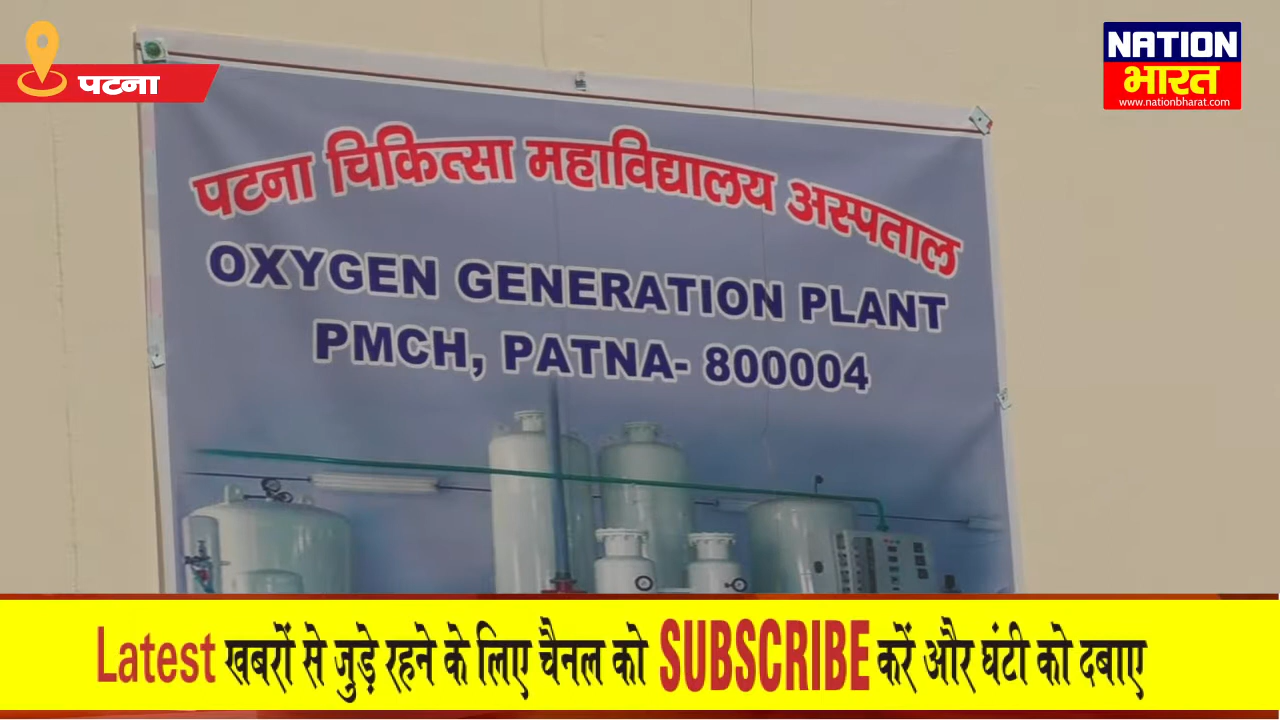 पटना
NATION
भारत
www.nationbharat.com
पटना चिकित्सा महाविद्यालय अस्पताल
OXYGEN GENERATION PLANT
PMCH, PATNA- 800004
Latest खबरों से जुड़े रहने के लिए चैनल को SUBSCRIBE करें और घंटी को दबाए